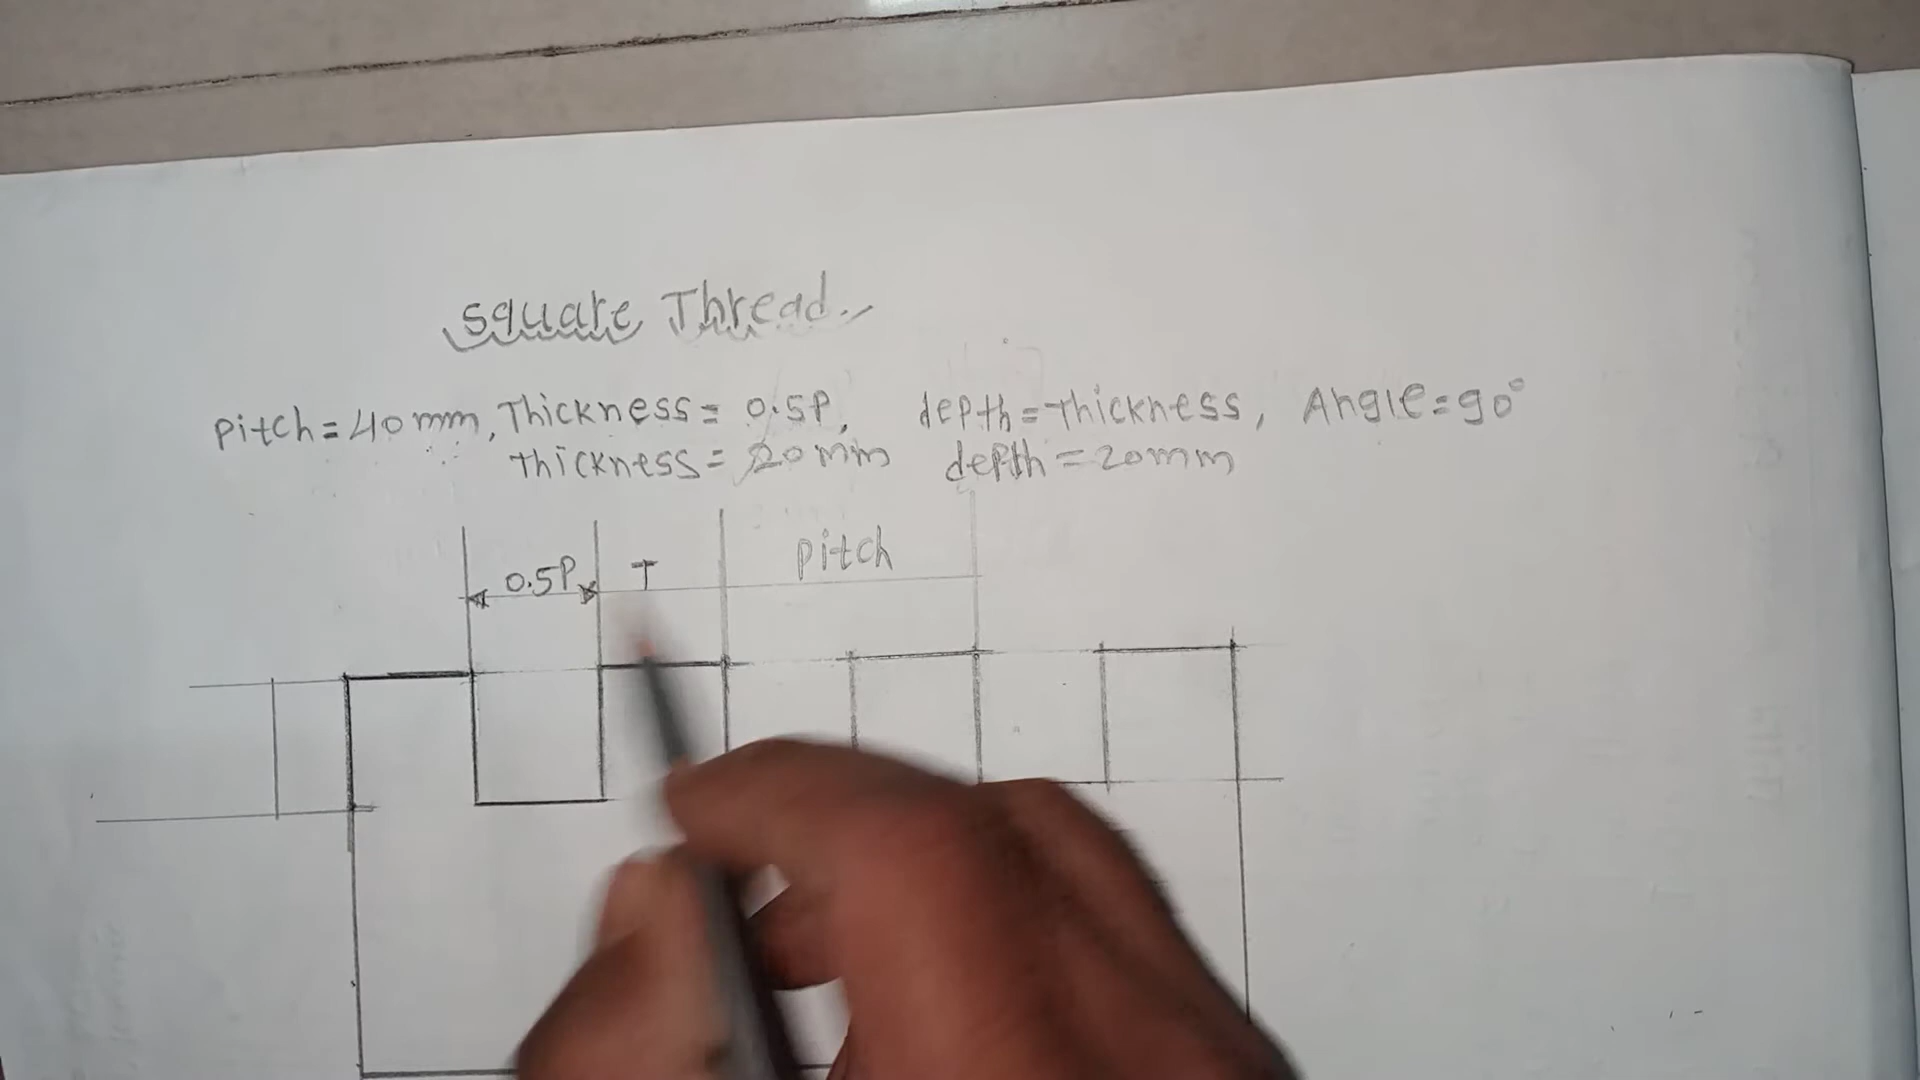 Square Thread.
Pitch=40mm, Thickness= 0.5P, depth=Thickness, Angle=90°
Thickness= 20mm depth=20mm
0.5P T Pitch